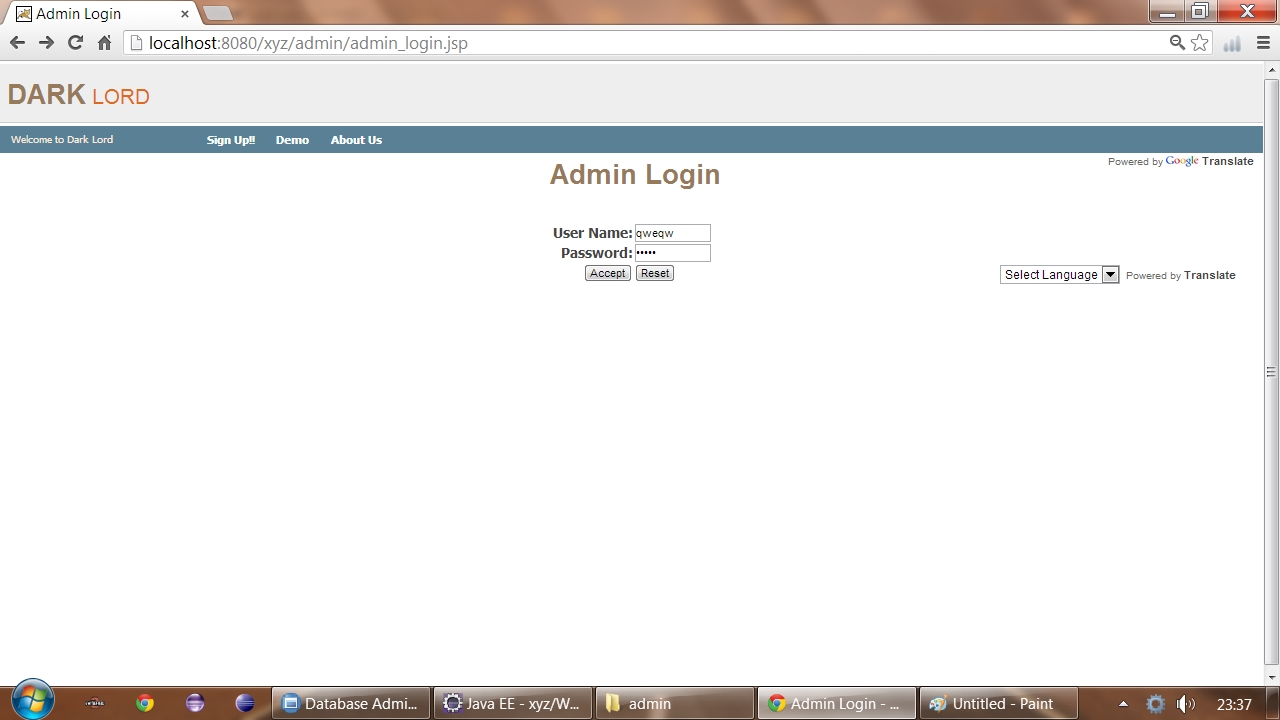 Admin Login
localhost:8080/xyz/admin/admin_login.jsp
DARK LORD
Welcome to Dark Lord Sign Up!! Demo About Us
Powered by Google Translate
Admin Login
User Name: qweqw
Password: •••••
Accept Reset
Select Language Powered by Translate
Database Admi... Java EE - xyz/W... admin Admin Login - ... Untitled - Paint 23:37